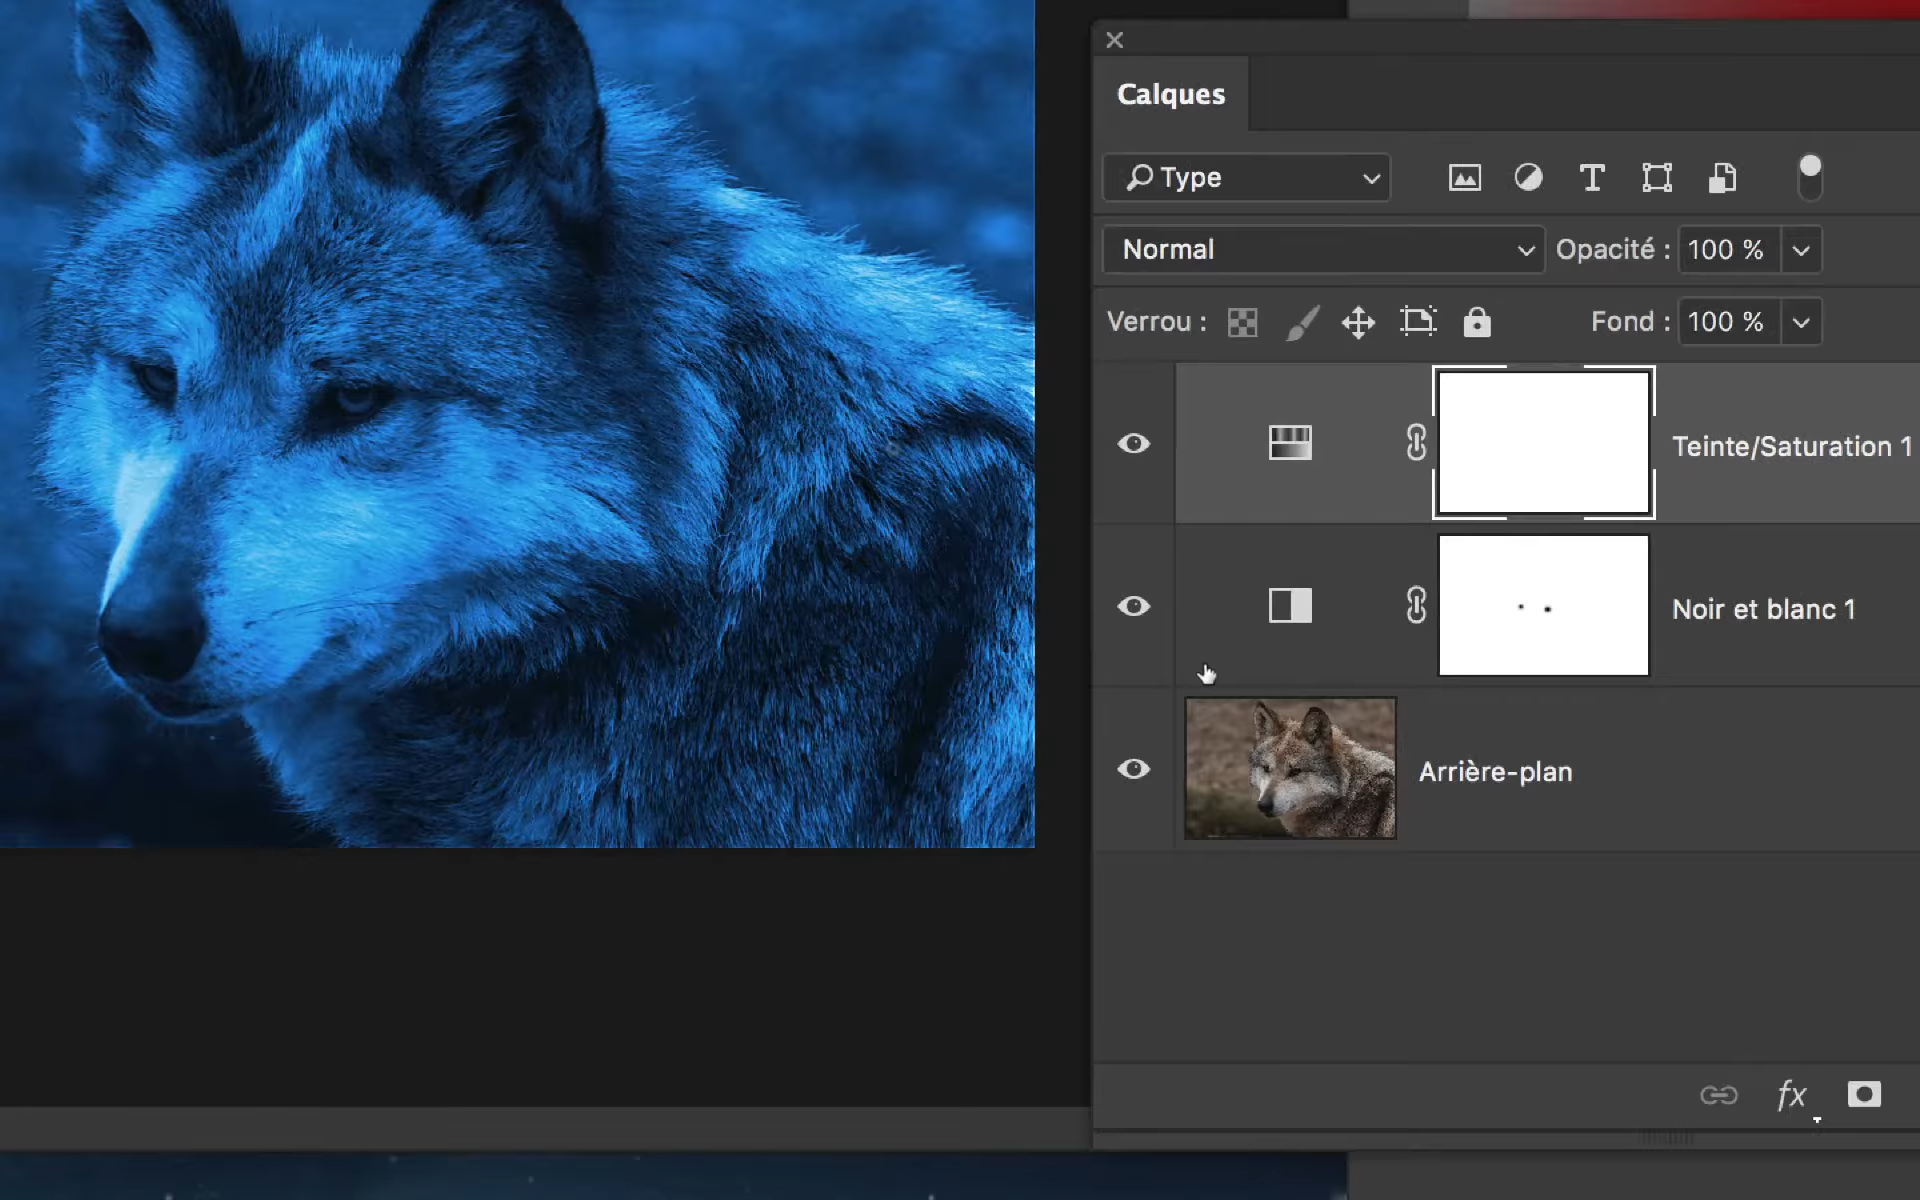 Calques
Type
Normal
Opacité : 100 %
Verrou :
Fond : 100 %
Teinte/Saturation 1
Noir et blanc 1
Arrière-plan
fx